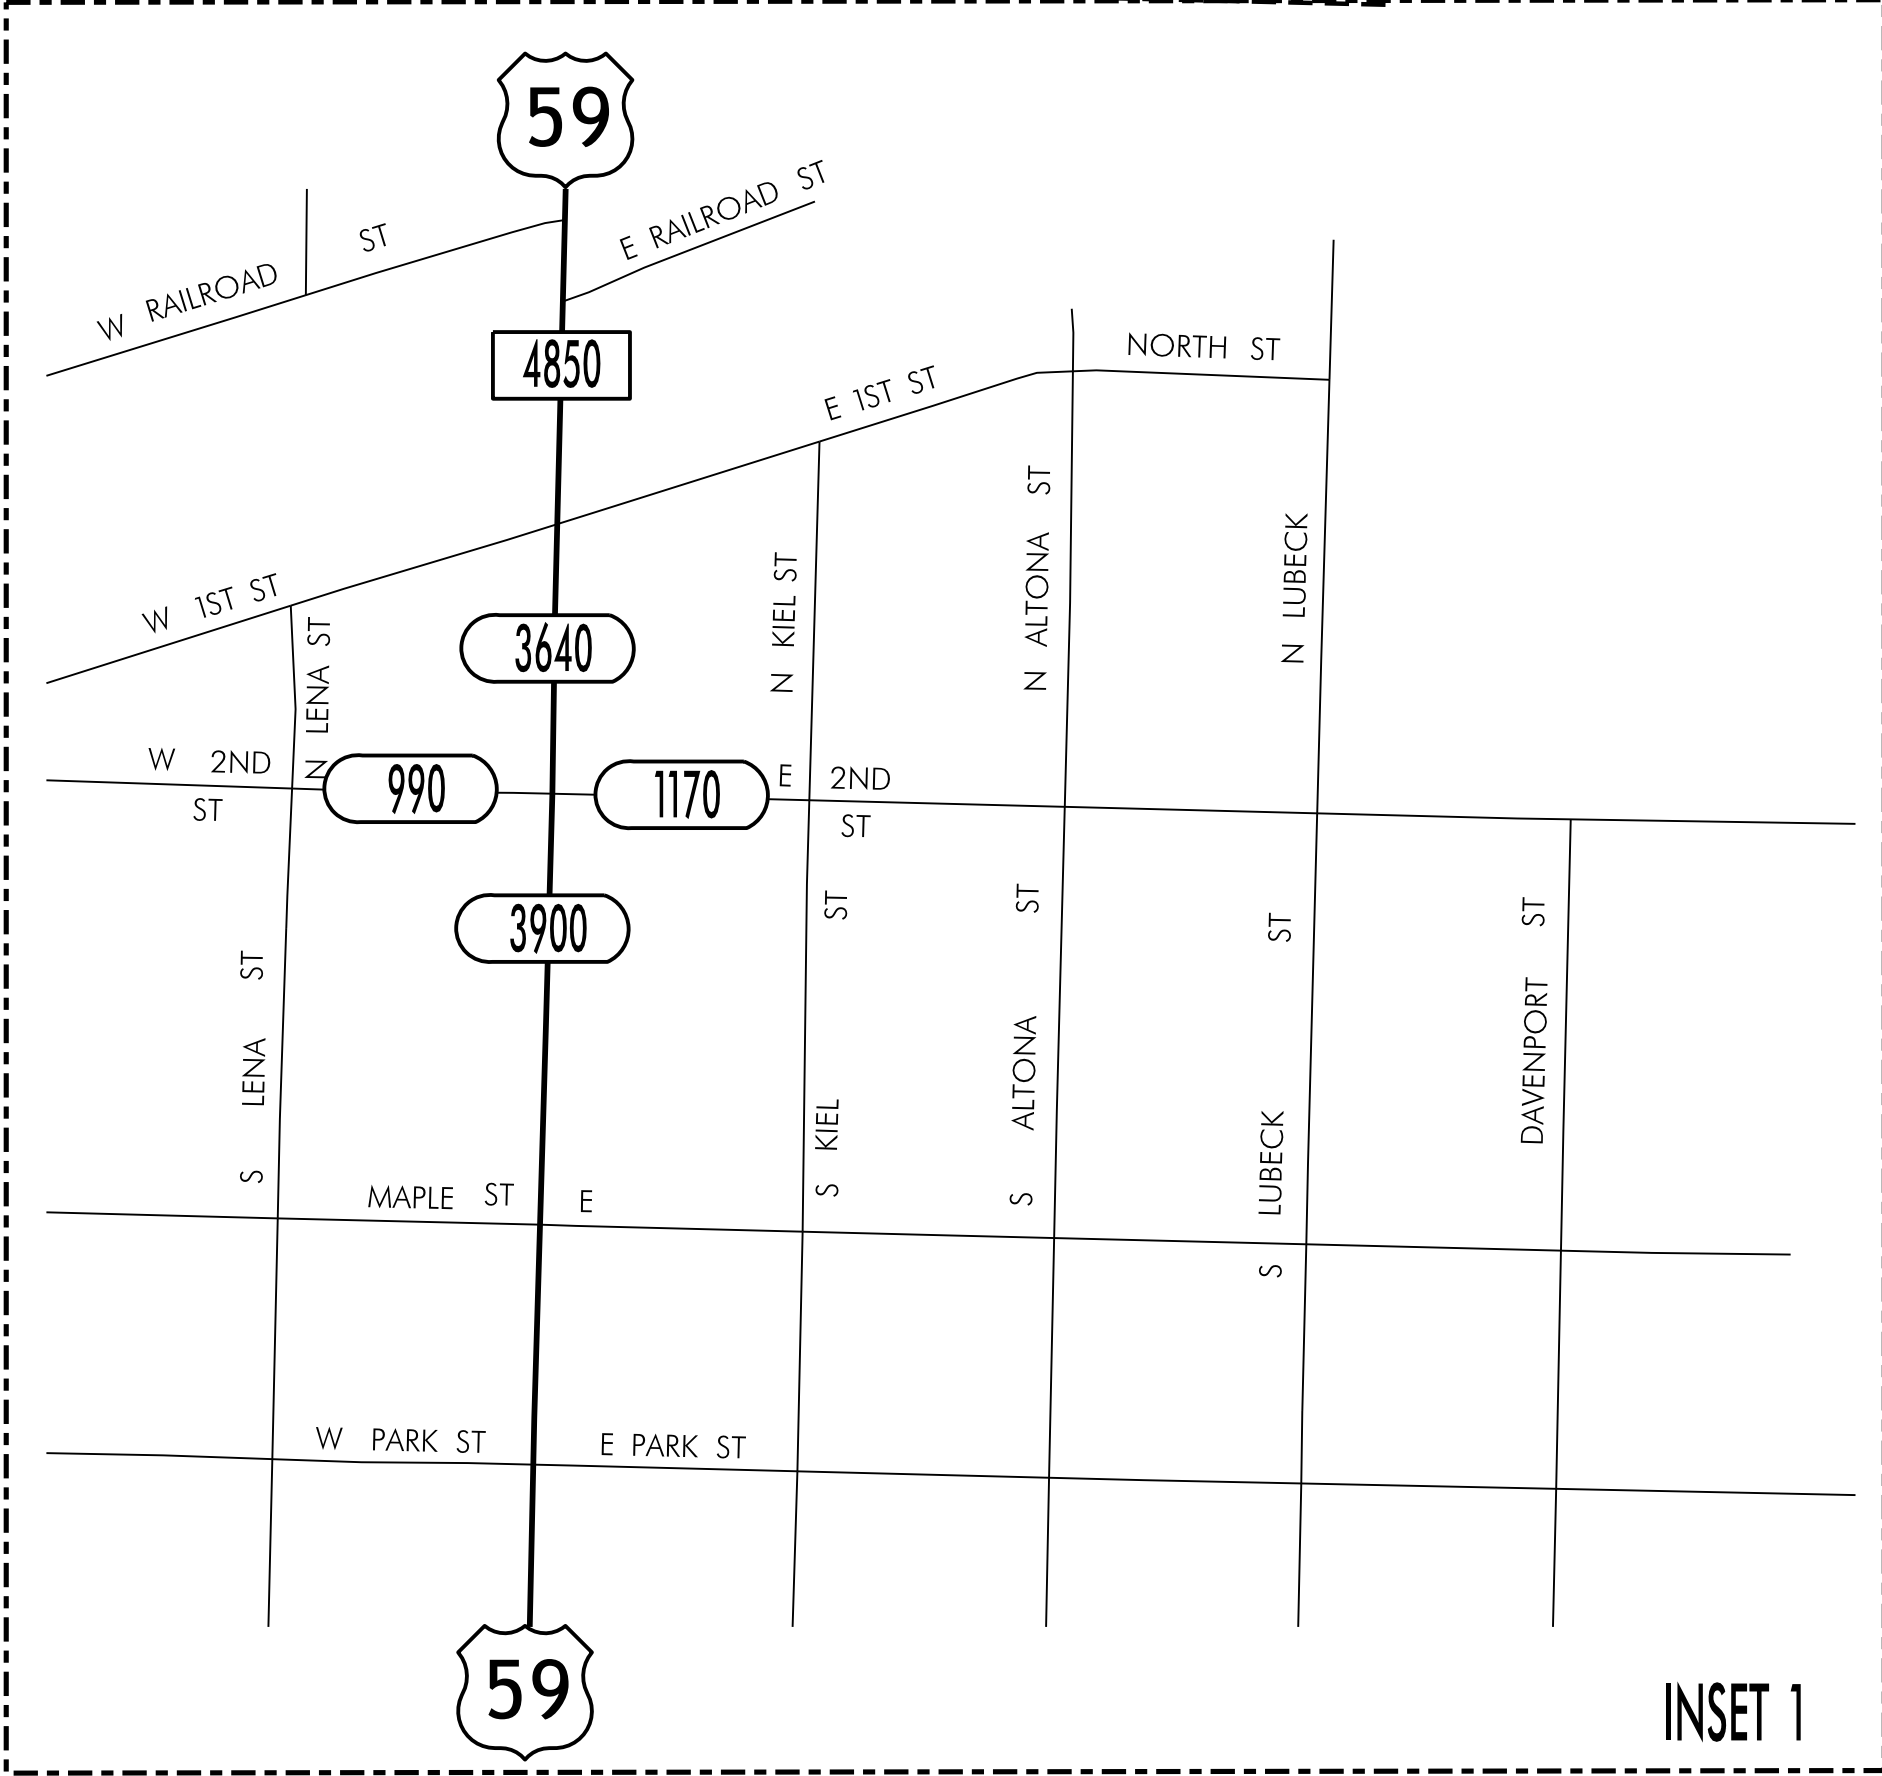 59
W RAILROAD ST
E RAILROAD ST
4850
NORTH ST
E 1ST ST
W 1ST ST
N LENA ST
3640
N KIEL ST
N ALTONA ST
N LUBECK
W 2ND
ST
990
1170
E 2ND
ST
3900
S LENA ST
S KIEL ST
S ALTONA ST
S LUBECK ST
DAVENPORT ST
MAPLE ST E
W PARK ST
E PARK ST
59
INSET 1